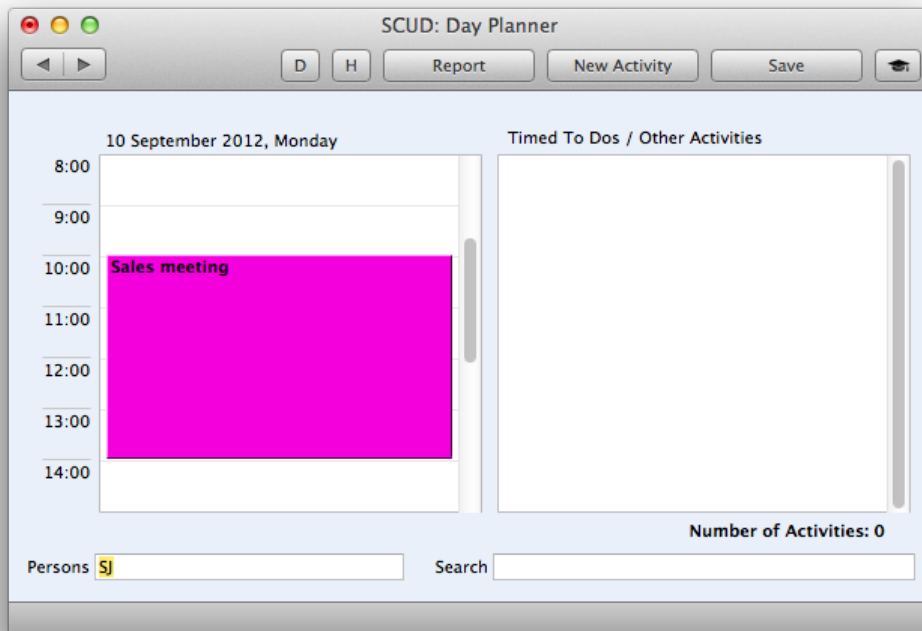 SCUD: Day Planner
D H Report New Activity Save
10 September 2012, Monday
Timed To Dos / Other Activities
8:00
9:00
10:00
Sales meeting
11:00
12:00
13:00
14:00
Number of Activities: 0
Persons SJ
Search